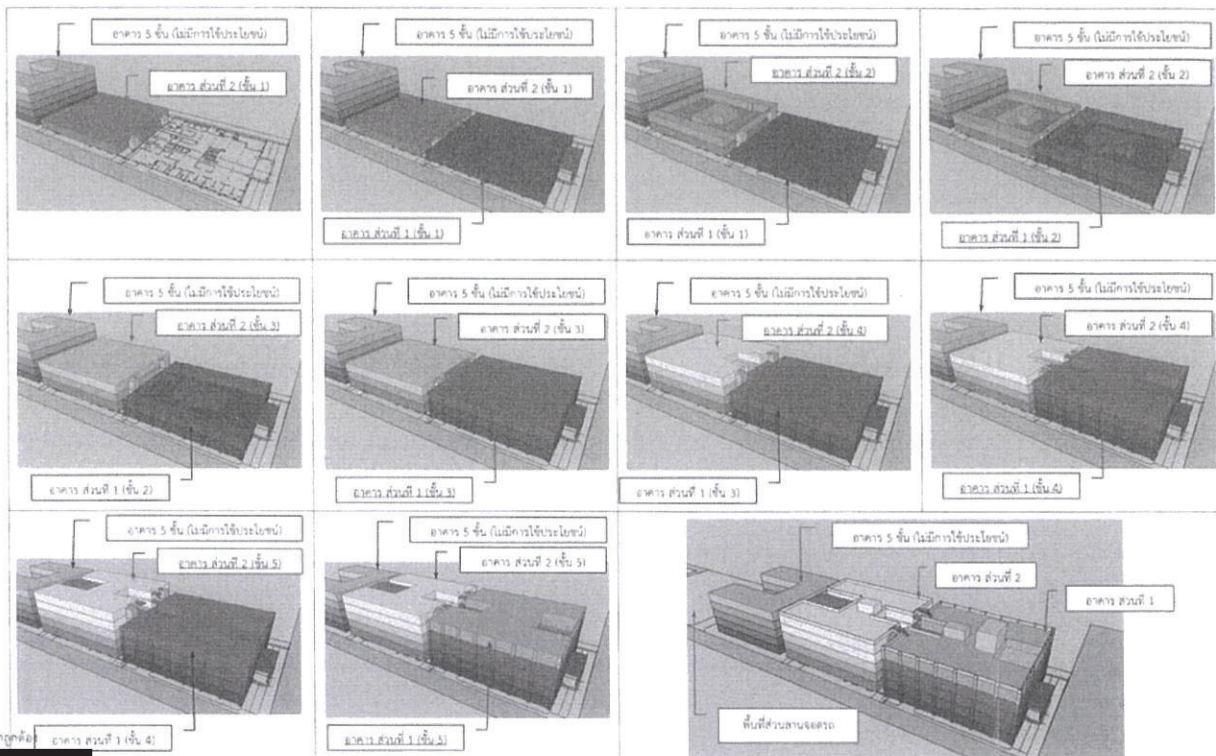 อาคาร 5 ชั้น (ไม่มีการใช้ประโยชน์)
อาคาร ส่วนที่ 2 (ชั้น 1)
อาคาร 5 ชั้น (ไม่มีการใช้ประโยชน์)
อาคาร ส่วนที่ 2 (ชั้น 1)
อาคาร ส่วนที่ 1 (ชั้น 1)
อาคาร 5 ชั้น (ไม่มีการใช้ประโยชน์)
อาคาร ส่วนที่ 2 (ชั้น 2)
อาคาร ส่วนที่ 1 (ชั้น 1)
อาคาร 5 ชั้น (ไม่มีการใช้ประโยชน์)
อาคาร ส่วนที่ 2 (ชั้น 2)
อาคาร ส่วนที่ 1 (ชั้น 2)
อาคาร 5 ชั้น (ไม่มีการใช้ประโยชน์)
อาคาร ส่วนที่ 2 (ชั้น 3)
อาคาร ส่วนที่ 1 (ชั้น 2)
อาคาร 5 ชั้น (ไม่มีการใช้ประโยชน์)
อาคาร ส่วนที่ 2 (ชั้น 3)
อาคาร ส่วนที่ 1 (ชั้น 3)
อาคาร 5 ชั้น (ไม่มีการใช้ประโยชน์)
อาคาร ส่วนที่ 2 (ชั้น 4)
อาคาร ส่วนที่ 1 (ชั้น 3)
อาคาร 5 ชั้น (ไม่มีการใช้ประโยชน์)
อาคาร ส่วนที่ 2 (ชั้น 4)
อาคาร ส่วนที่ 1 (ชั้น 4)
อาคาร 5 ชั้น (ไม่มีการใช้ประโยชน์)
อาคาร ส่วนที่ 2 (ชั้น 5)
อาคาร ส่วนที่ 1 (ชั้น 4)
อาคาร 5 ชั้น (ไม่มีการใช้ประโยชน์)
อาคาร ส่วนที่ 2 (ชั้น 5)
อาคาร ส่วนที่ 1 (ชั้น 5)
อาคาร 5 ชั้น (ไม่มีการใช้ประโยชน์)
อาคาร ส่วนที่ 2
อาคาร ส่วนที่ 1
พื้นที่ส่วนลานจอดรถ